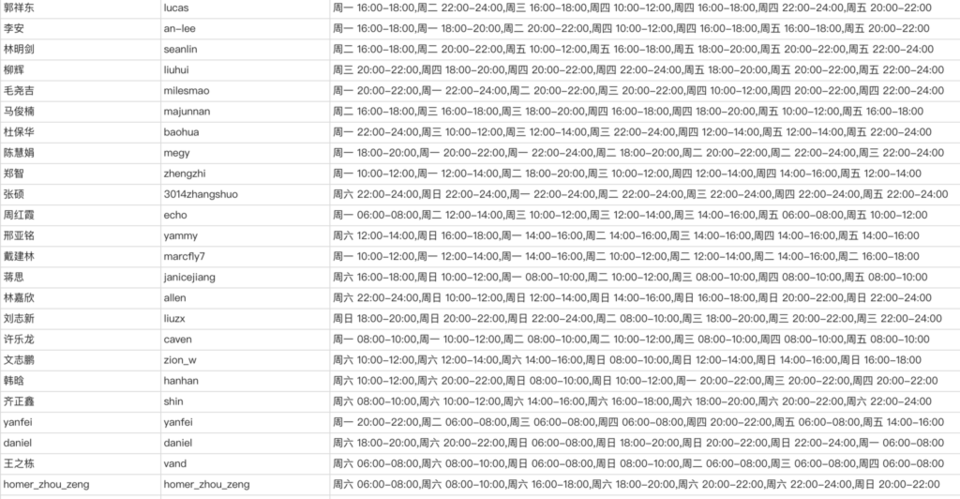 郭祥东 lucas 周一 16:00-18:00,周二 22:00-24:00,周三 16:00-18:00,周四 10:00-12:00,周四 16:00-18:00,周四 22:00-24:00,周五 20:00-22:00
李安 an-lee 周一 16:00-18:00,周一 18:00-20:00,周二 20:00-22:00,周四 10:00-12:00,周四 16:00-18:00,周五 16:00-18:00,周五 20:00-22:00
林明剑 seanlin 周二 16:00-18:00,周二 20:00-22:00,周五 10:00-12:00,周五 16:00-18:00,周五 18:00-20:00,周五 20:00-22:00,周五 22:00-24:00
柳辉 liuhui 周三 20:00-22:00,周四 18:00-20:00,周四 20:00-22:00,周四 22:00-24:00,周五 18:00-20:00,周五 20:00-22:00,周五 22:00-24:00
毛尧吉 milesmao 周一 20:00-22:00,周一 22:00-24:00,周二 20:00-22:00,周三 20:00-22:00,周四 10:00-12:00,周四 20:00-22:00,周四 22:00-24:00
马俊楠 majunnan 周二 16:00-18:00,周三 16:00-18:00,周三 18:00-20:00,周四 16:00-18:00,周四 18:00-20:00,周五 10:00-12:00,周五 16:00-18:00
杜保华 baohua 周一 22:00-24:00,周三 10:00-12:00,周三 12:00-14:00,周三 22:00-24:00,周四 12:00-14:00,周五 12:00-14:00,周五 22:00-24:00
陈慧娟 megy 周一 18:00-20:00,周一 20:00-22:00,周一 22:00-24:00,周二 18:00-20:00,周二 20:00-22:00,周二 22:00-24:00,周三 22:00-24:00
郑智 zhengzhi 周一 10:00-12:00,周一 12:00-14:00,周二 18:00-20:00,周三 10:00-12:00,周四 12:00-14:00,周四 14:00-16:00,周五 12:00-14:00
张硕 3014zhangshuo 周六 22:00-24:00,周日 22:00-24:00,周一 22:00-24:00,周二 22:00-24:00,周三 22:00-24:00,周四 22:00-24:00,周五 22:00-24:00
周红霞 echo 周一 06:00-08:00,周二 12:00-14:00,周三 10:00-12:00,周三 12:00-14:00,周三 14:00-16:00,周五 06:00-08:00,周五 10:00-12:00
邢亚铭 yammy 周六 12:00-14:00,周日 16:00-18:00,周一 14:00-16:00,周二 14:00-16:00,周三 14:00-16:00,周四 14:00-16:00,周五 14:00-16:00
戴建林 marcfly7 周一 10:00-12:00,周一 12:00-14:00,周一 14:00-16:00,周二 10:00-12:00,周二 12:00-14:00,周二 14:00-16:00,周二 16:00-18:00
蒋思 janicejiang 周六 16:00-18:00,周日 10:00-12:00,周一 08:00-10:00,周二 10:00-12:00,周三 08:00-10:00,周四 08:00-10:00,周五 08:00-10:00
林嘉欣 allen 周六 22:00-24:00,周日 10:00-12:00,周日 12:00-14:00,周日 14:00-16:00,周日 16:00-18:00,周日 20:00-22:00,周日 22:00-24:00
刘志新 liuzx 周日 18:00-20:00,周日 20:00-22:00,周日 22:00-24:00,周二 08:00-10:00,周三 18:00-20:00,周三 20:00-22:00,周三 22:00-24:00
许乐龙 caven 周一 08:00-10:00,周一 10:00-12:00,周二 08:00-10:00,周二 10:00-12:00,周三 08:00-10:00,周四 08:00-10:00,周五 08:00-10:00
文志鹏 zion_w 周六 10:00-12:00,周六 12:00-14:00,周六 14:00-16:00,周日 08:00-10:00,周日 12:00-14:00,周日 14:00-16:00,周日 16:00-18:00
韩晗 hanhan 周六 10:00-12:00,周六 20:00-22:00,周日 08:00-10:00,周日 10:00-12:00,周一 20:00-22:00,周三 20:00-22:00,周四 20:00-22:00
齐正鑫 shin 周六 08:00-10:00,周六 10:00-12:00,周六 14:00-16:00,周六 16:00-18:00,周六 18:00-20:00,周六 20:00-22:00,周六 22:00-24:00
yanfei yanfei 周一 20:00-22:00,周二 06:00-08:00,周三 06:00-08:00,周四 06:00-08:00,周四 20:00-22:00,周五 06:00-08:00,周五 14:00-16:00
daniel daniel 周六 18:00-20:00,周六 20:00-22:00,周日 06:00-08:00,周日 18:00-20:00,周日 20:00-22:00,周日 22:00-24:00,周一 06:00-08:00
王之栋 vand 周六 06:00-08:00,周六 08:00-10:00,周日 06:00-08:00,周日 08:00-10:00,周二 06:00-08:00,周三 06:00-08:00,周四 06:00-08:00
homer_zhou_zeng homer_zhou_zeng 周六 06:00-08:00,周六 08:00-10:00,周六 16:00-18:00,周六 18:00-20:00,周六 20:00-22:00,周六 22:00-24:00,周日 20:00-22:00